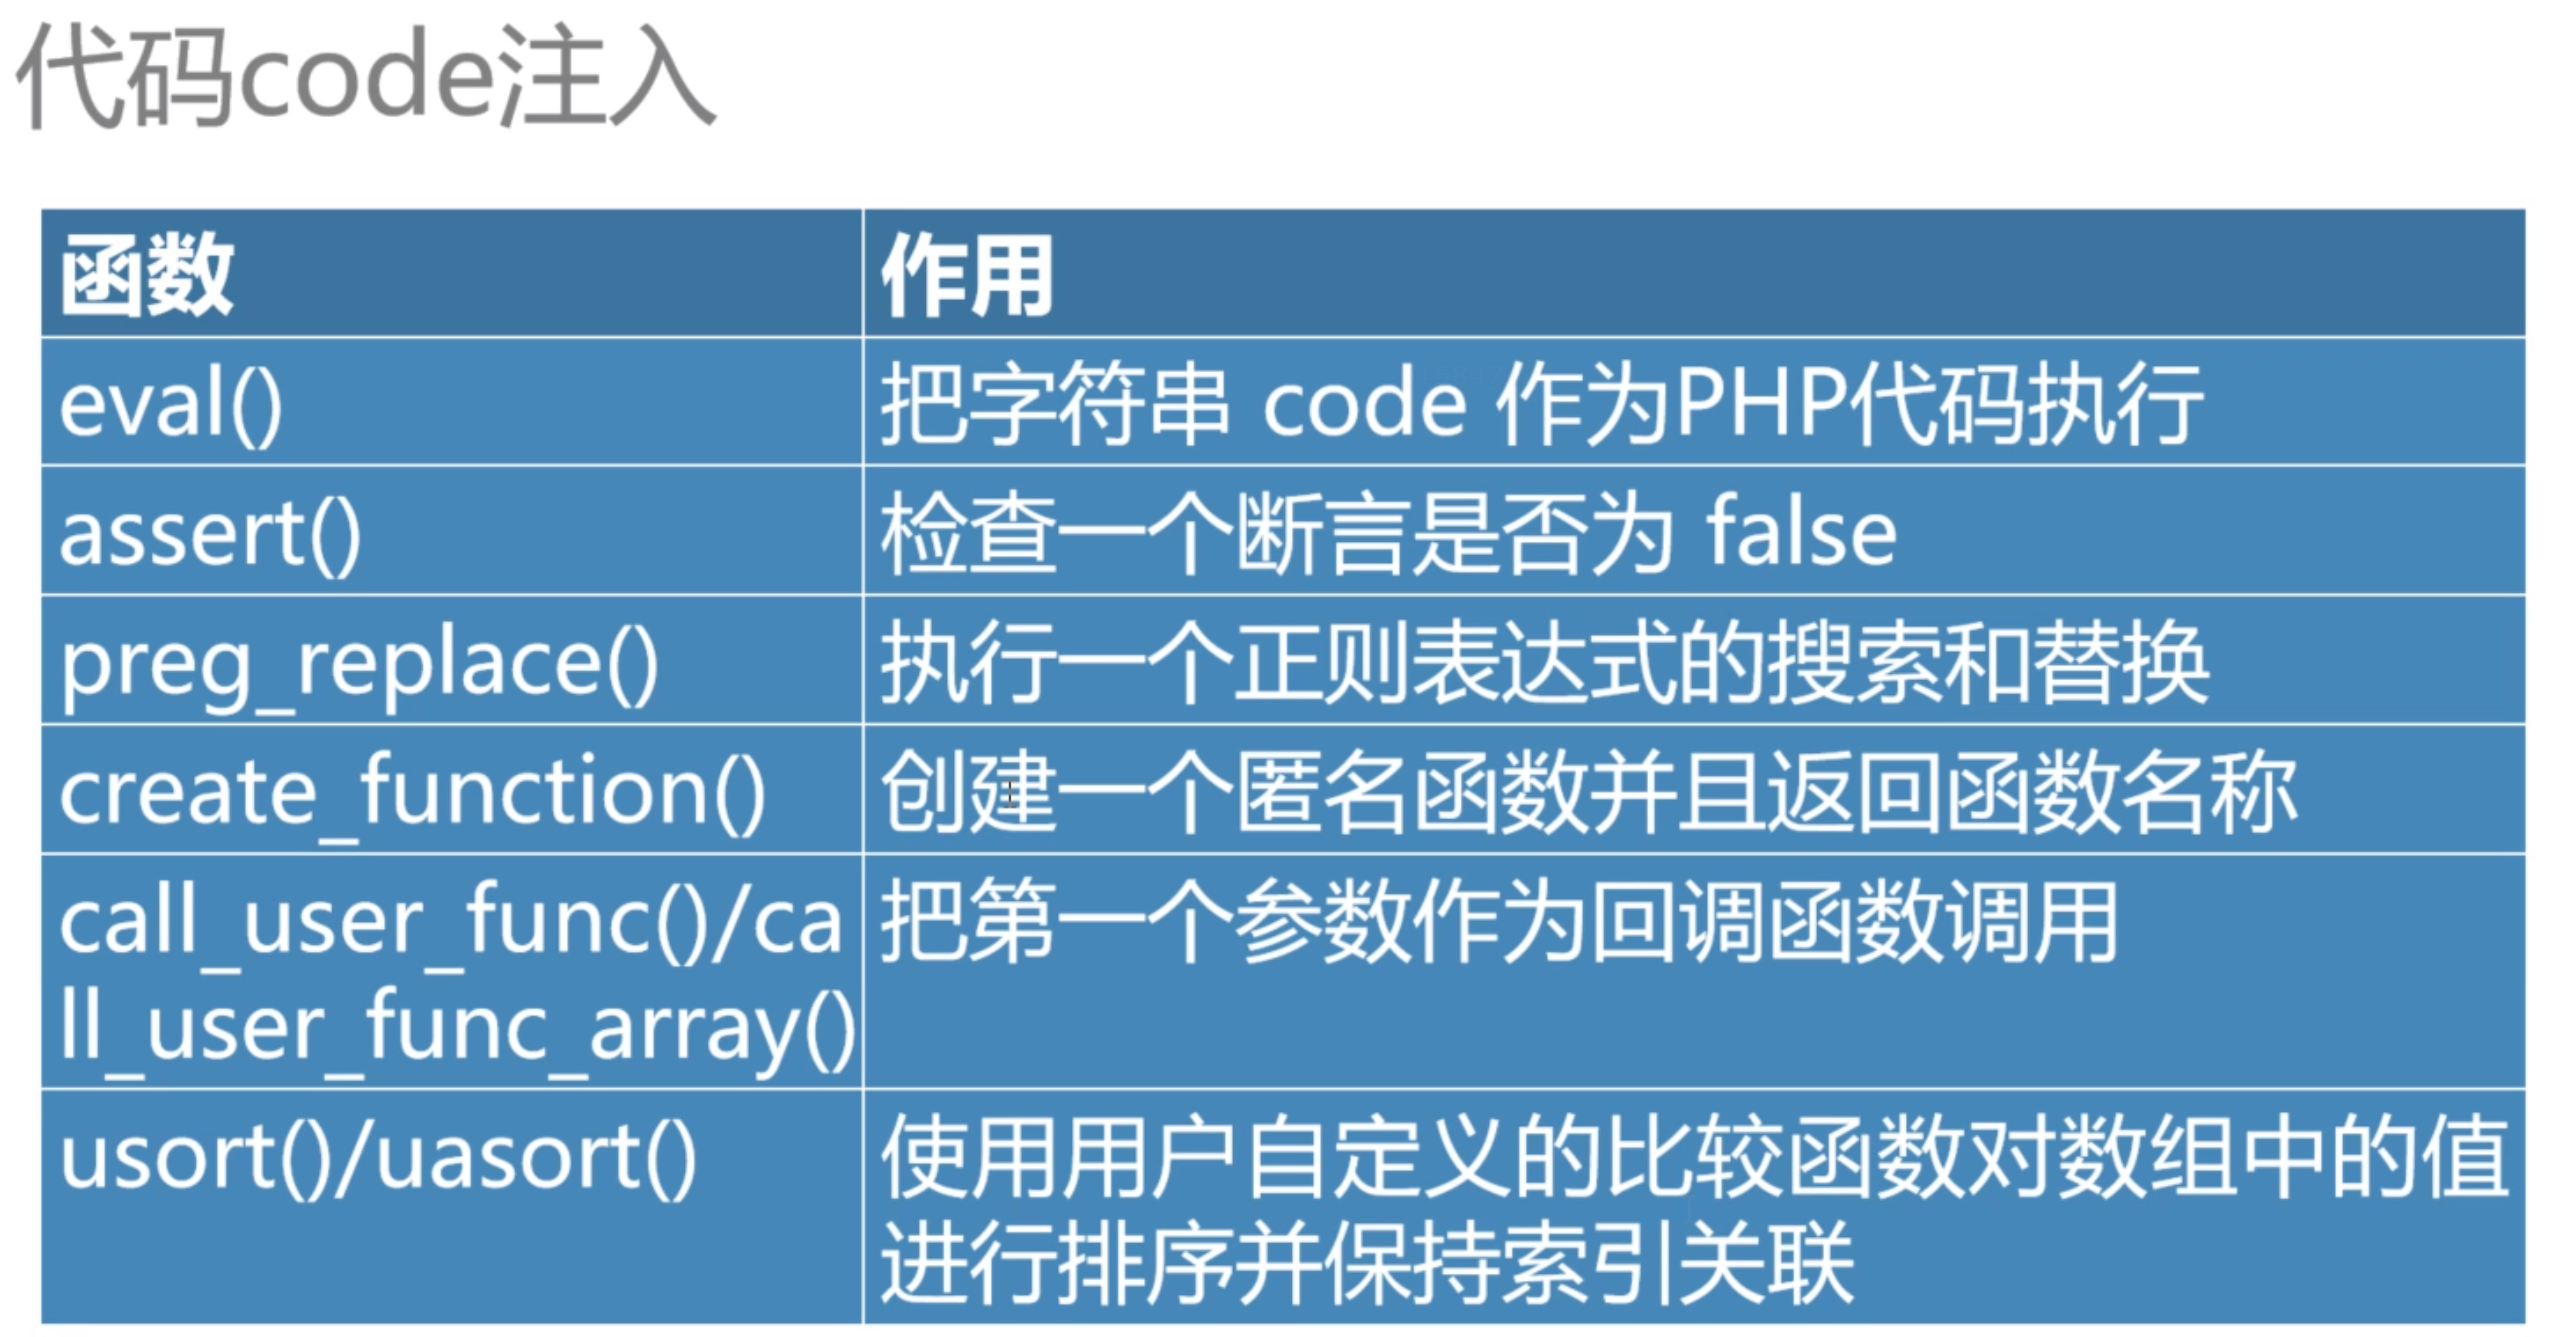 代码code注入
函数 作用
eval() 把字符串 code 作为PHP代码执行
assert() 检查一个断言是否为 false
preg_replace() 执行一个正则表达式的搜索和替换
create_function() 创建一个匿名函数并且返回函数名称
call_user_func()/ca 把第一个参数作为回调函数调用
ll_user_func_array()
usort()/uasort() 使用用户自定义的比较函数对数组中的值
进行排序并保持索引关联